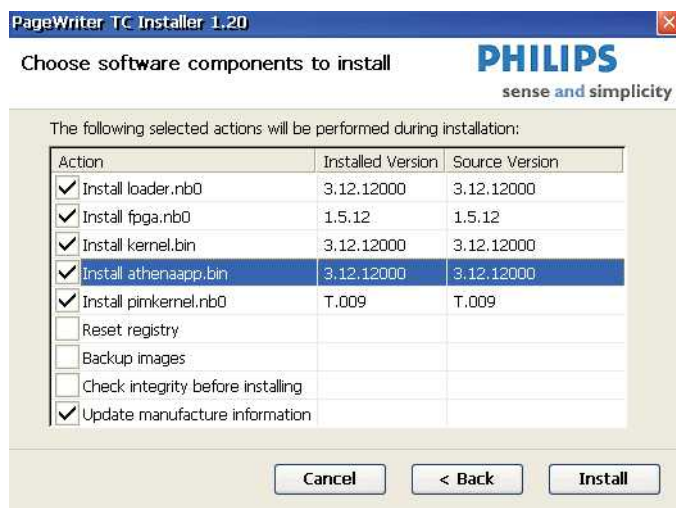 PageWriter TC Installer 1.20
Choose software components to install
PHILIPS
sense and simplicity
The following selected actions will be performed during installation:
Action Installed Version Source Version
Install loader.nb0 3.12.12000 3.12.12000
Install fpga.nb0 1.5.12 1.5.12
Install kernel.bin 3.12.12000 3.12.12000
Install athenaapp.bin 3.12.12000 3.12.12000
Install pimkernel.nb0 T.009 T.009
Reset registry
Backup images
Check integrity before installing
Update manufacture information
Cancel < Back Install